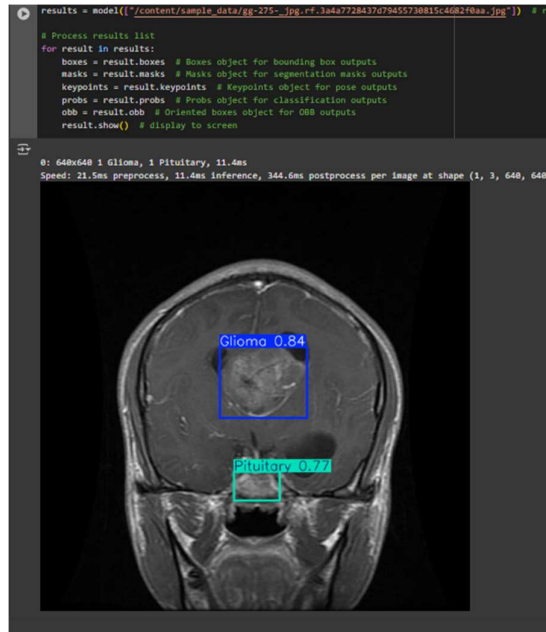 results = model(["/content/sample_data/gg-275-_jpg.rf.3a4a7728437d79455730815c4682f0aa.jpg"]) #
# Process results list
for result in results:
boxes = result.boxes # Boxes object for bounding box outputs
masks = result.masks # Masks object for segmentation masks outputs
keypoints = result.keypoints # Keypoints object for pose outputs
probs = result.probs # Probs object for classification outputs
obb = result.obb # Oriented boxes object for OBB outputs
result.show() # display to screen
0: 640x640 1 Glioma, 1 Pituitary, 11.4ms
Speed: 21.5ms preprocess, 11.4ms inference, 344.6ms postprocess per image at shape (1, 3, 640, 640
Glioma 0.84
Pituitary 0.77